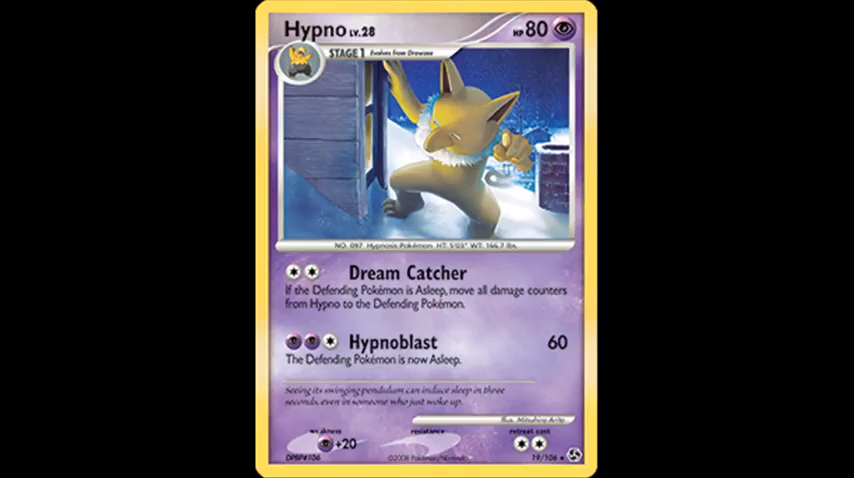 Hypno LV.28
HP 80
STAGE 1 Evolves from Drowzee
NO. 097 Hypnosis Pokémon HT: 5'03" WT: 166.7 lbs.
Dream Catcher
If the Defending Pokémon is Asleep, move all damage counters
from Hypno to the Defending Pokémon.
Hypnoblast 60
The Defending Pokémon is now Asleep.
Seeing its swinging pendulum can induce sleep in three
seconds, even in someone who just woke up.
Illus. Mitsuhiro Arita
weakness resistance retreat cost
+20
DPBP#106 ©2008 Pokémon/Nintendo 19/106